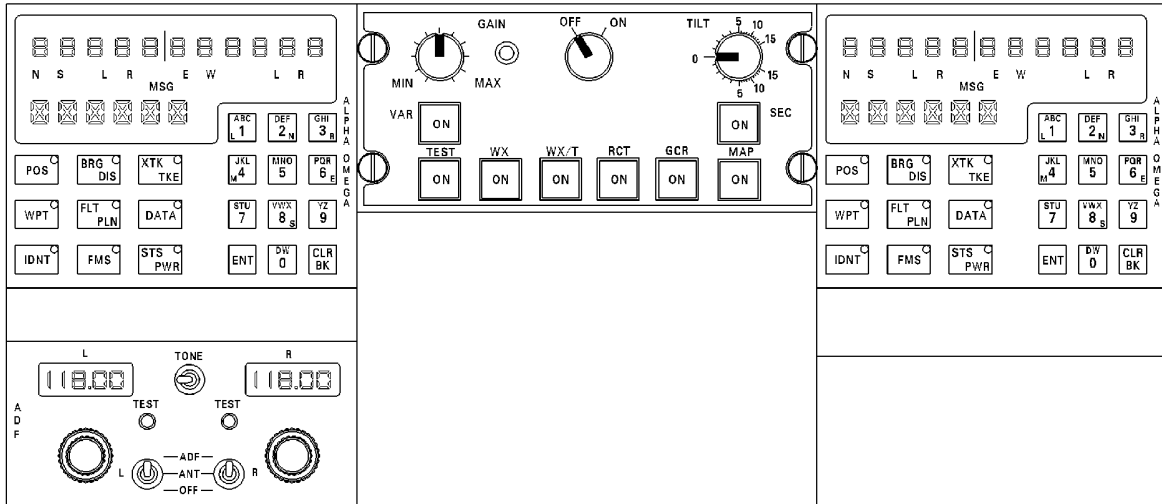 N S L R E W L R
MSG
ALPHA OMEGA
ABC
L 1
DEF
2 N
GHI
3 R
POS
BRG
DIS
XTK
TKE
JKL
M 4
MNO
5
PQR
6 E
WPT
FLT
PLN
DATA
STU
7
VWX
8 S
YZ
9
IDNT
FMS
STS
PWR
ENT
DW
0
CLR
BK
GAIN
MIN
MAX
OFF ON
TILT
5
10
15
0
15
10
5
VAR
ON
ON
SEC
TEST WX WX/T RCT GCR MAP
ON ON ON ON ON ON
N S L R E W L R
MSG
ALPHA OMEGA
ABC
L 1
DEF
2 N
GHI
3 R
POS
BRG
DIS
XTK
TKE
JKL
M 4
MNO
5
PQR
6 E
WPT
FLT
PLN
DATA
STU
7
VWX
8 S
YZ
9
IDNT
FMS
STS
PWR
ENT
DW
0
CLR
BK
L TONE R
118.00 118.00
ADF
TEST TEST
ADF
L ANT R
OFF